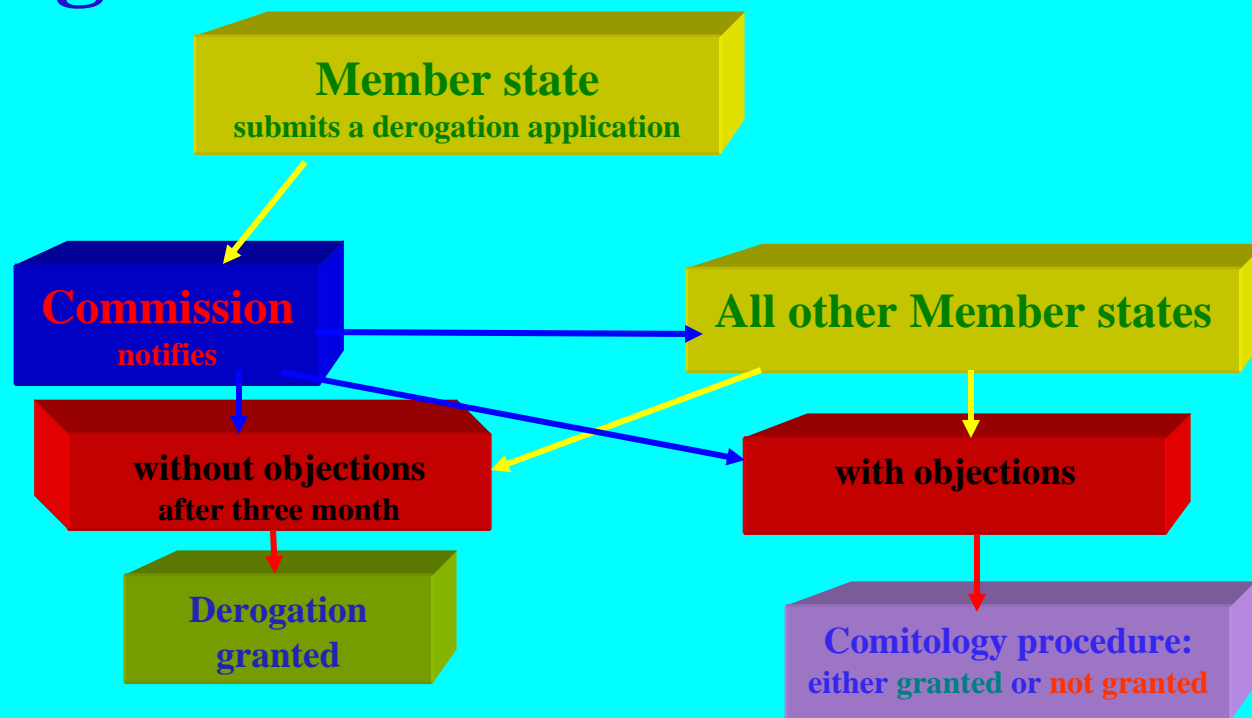 Member state
submits a derogation application
Commission
notifies
All other Member states
without objections
after three month
with objections
Derogation
granted
Comitology procedure:
either granted or not granted